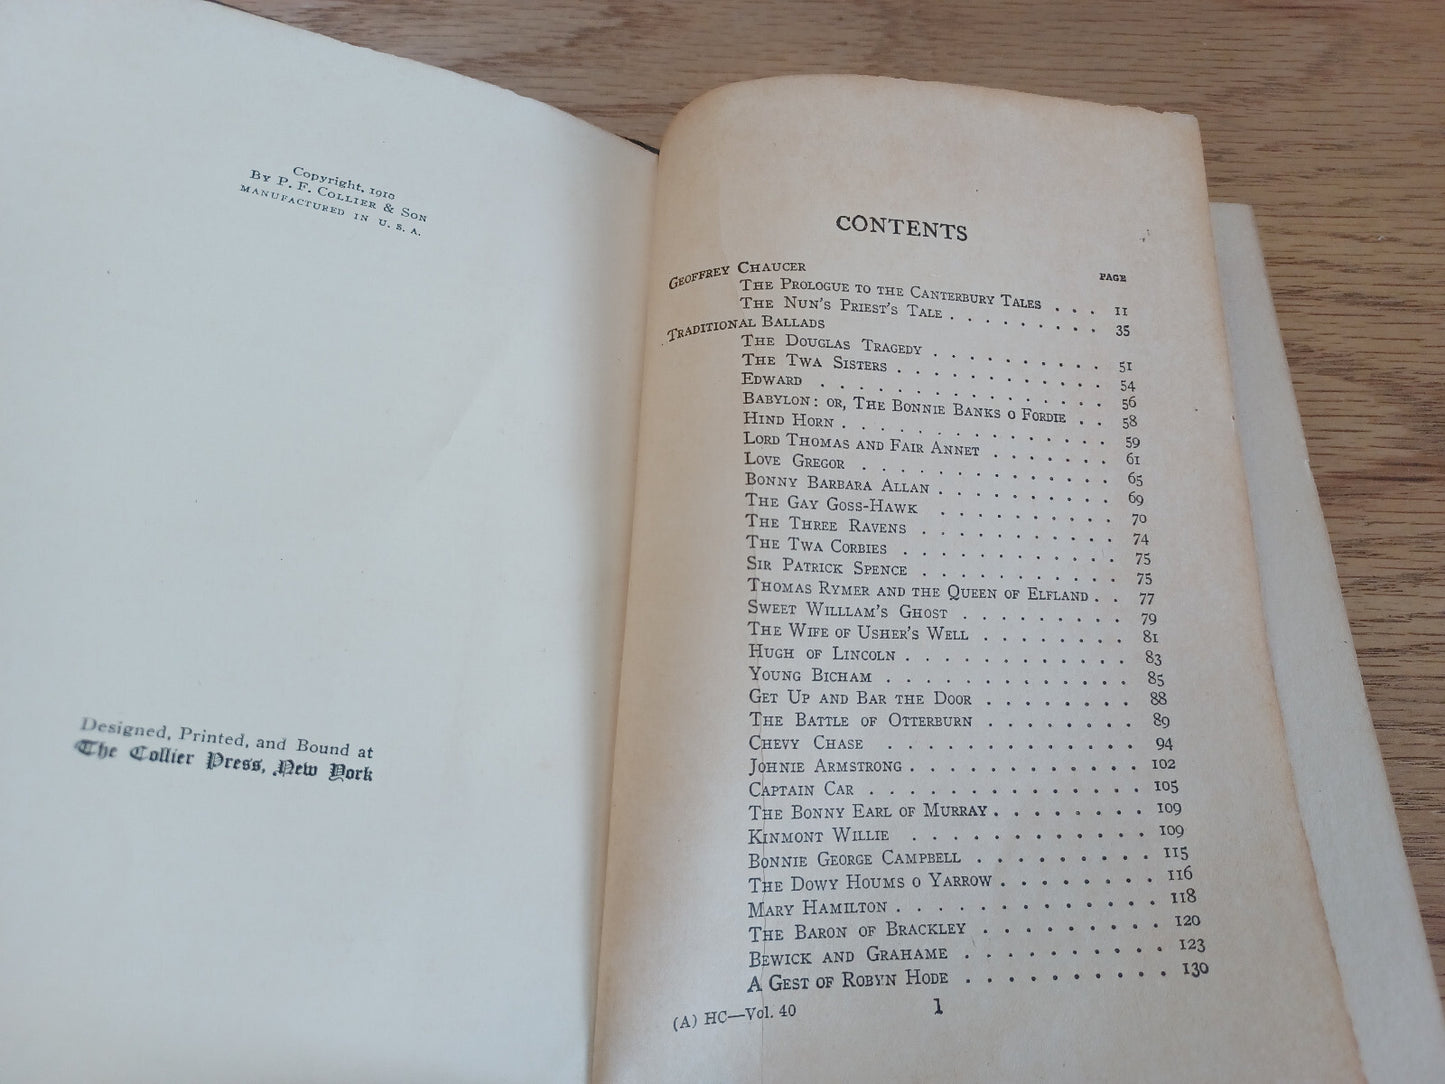 Copyright, 1910
By P. F. Collier & Son
MANUFACTURED IN U. S. A.
Designed, Printed, and Bound at
The Collier Press, New York
CONTENTS
PAGE
Geoffrey Chaucer
The Prologue to the Canterbury Tales . . . 11
The Nun's Priest's Tale . . . . . . . . 35
Traditional Ballads
The Douglas Tragedy . . . . . . . . . 51
The Twa Sisters . . . . . . . . . . . 54
Edward . . . . . . . . . . . . . . . 56
Babylon: or, The Bonnie Banks o Fordie . . 58
Hind Horn . . . . . . . . . . . . . . 59
Lord Thomas and Fair Annet . . . . . . . 61
Love Gregor . . . . . . . . . . . . . 65
Bonny Barbara Allan . . . . . . . . . . 69
The Gay Goss-Hawk . . . . . . . . . . 70
The Three Ravens . . . . . . . . . . . 74
The Twa Corbies . . . . . . . . . . . 75
Sir Patrick Spence . . . . . . . . . . . 75
Thomas Rymer and the Queen of Elfland . . 77
Sweet Willlam's Ghost . . . . . . . . . 79
The Wife of Usher's Well . . . . . . . . 81
Hugh of Lincoln . . . . . . . . . . . . 83
Young Bicham . . . . . . . . . . . . . 85
Get Up and Bar the Door . . . . . . . . 88
The Battle of Otterburn . . . . . . . . 89
Chevy Chase . . . . . . . . . . . . . 94
Johnie Armstrong . . . . . . . . . . . . 102
Captain Car . . . . . . . . . . . . . . 105
The Bonny Earl of Murray . . . . . . . . 109
Kinmont Willie . . . . . . . . . . . . 109
Bonnie George Campbell . . . . . . . . . 115
The Dowy Houms o Yarrow . . . . . . . . 116
Mary Hamilton . . . . . . . . . . . . . 118
The Baron of Brackley . . . . . . . . . 120
Bewick and Grahame . . . . . . . . . . 123
A Gest of Robyn Hode . . . . . . . . . . 130
(A) HC—Vol. 40
1